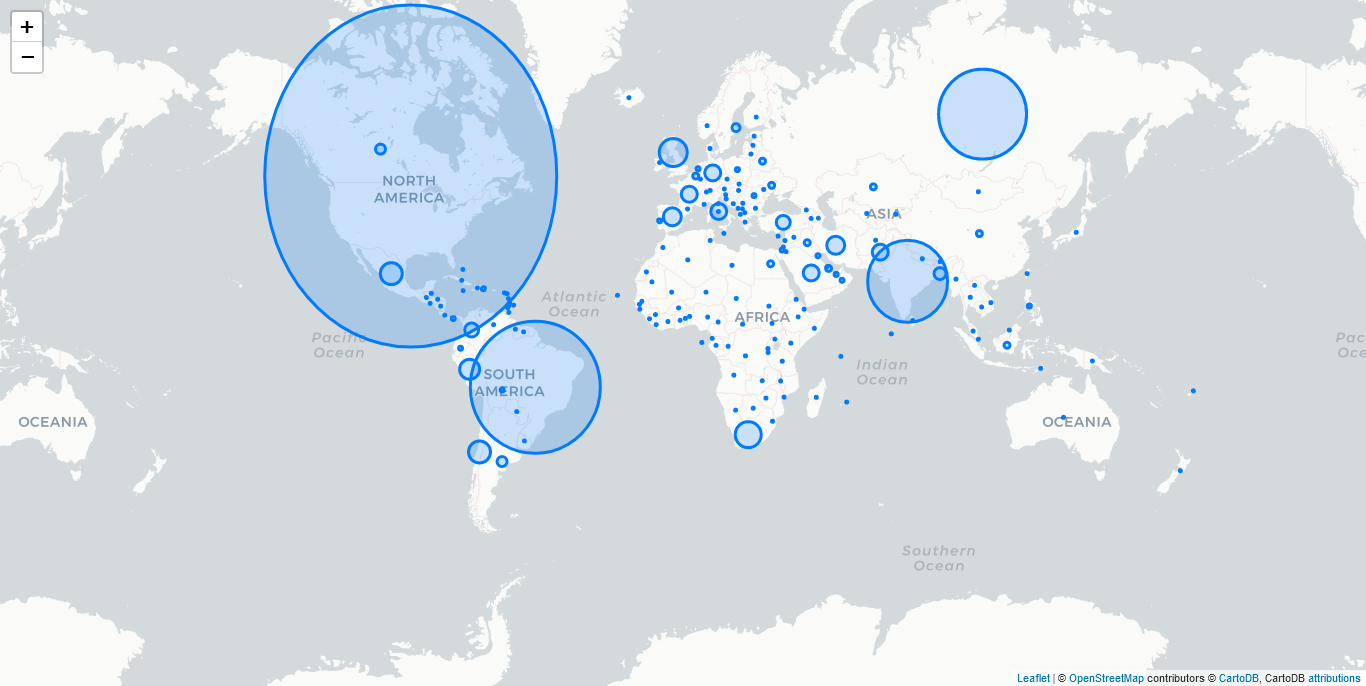 +
−
NORTH
AMERICA
Atlantic
Ocean
Pacific
Ocean
SOUTH
AMERICA
AFRICA
ASIA
Indian
Ocean
Pac
Oce
OCEANIA
OCEANIA
Southern
Ocean
Leaflet | © OpenStreetMap contributors © CartoDB, CartoDB attributions